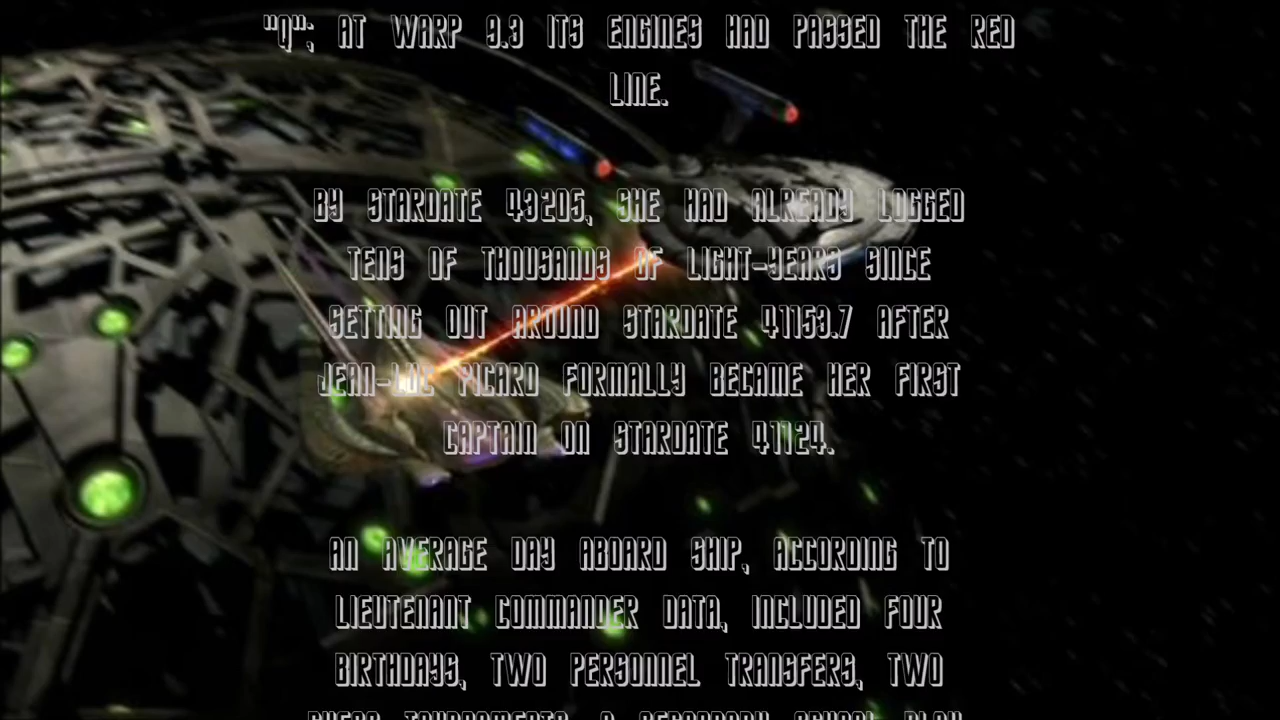 "Q"; AT WARP 9.3 ITS ENGINES HAD PASSED THE RED
LINE.
BY STARDATE 43205, SHE HAD ALREADY LOGGED
TENS OF THOUSANDS OF LIGHT-YEARS SINCE
SETTING OUT AROUND STARDATE 41153.7 AFTER
JEAN-LUC PICARD FORMALLY BECAME HER FIRST
CAPTAIN ON STARDATE 41124.
AN AVERAGE DAY ABOARD SHIP, ACCORDING TO
LIEUTENANT COMMANDER DATA, INCLUDED FOUR
BIRTHDAYS, TWO PERSONNEL TRANSFERS, TWO